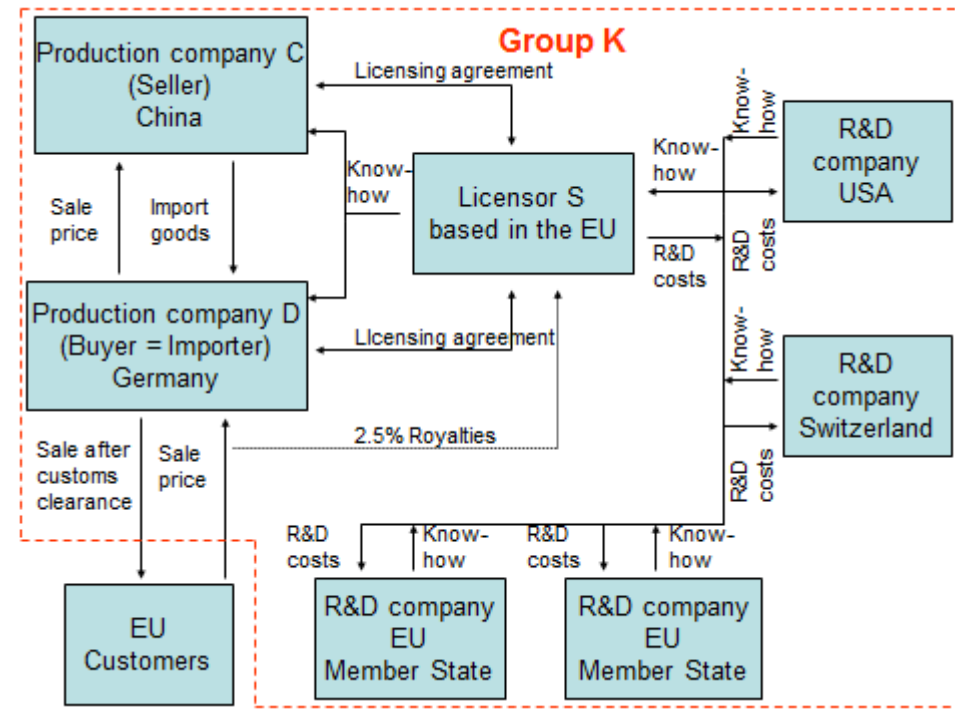 Group K
Production company C
(Seller)
China
Licensing agreement
Know-
how
R&D
company
USA
Know-
how
Know-
how
Licensor S
based in the EU
Sale
price
Import
goods
R&D
costs
R&D
costs
Production company D
(Buyer = Importer)
Germany
LIcensing agreement
Know-
how
R&D
company
Switzerland
2.5% Royalties
Sale after
customs
clearance
Sale
price
R&D
costs
R&D
costs
Know-
how
R&D
costs
Know-
how
EU
Customers
R&D company
EU
Member State
R&D company
EU
Member State